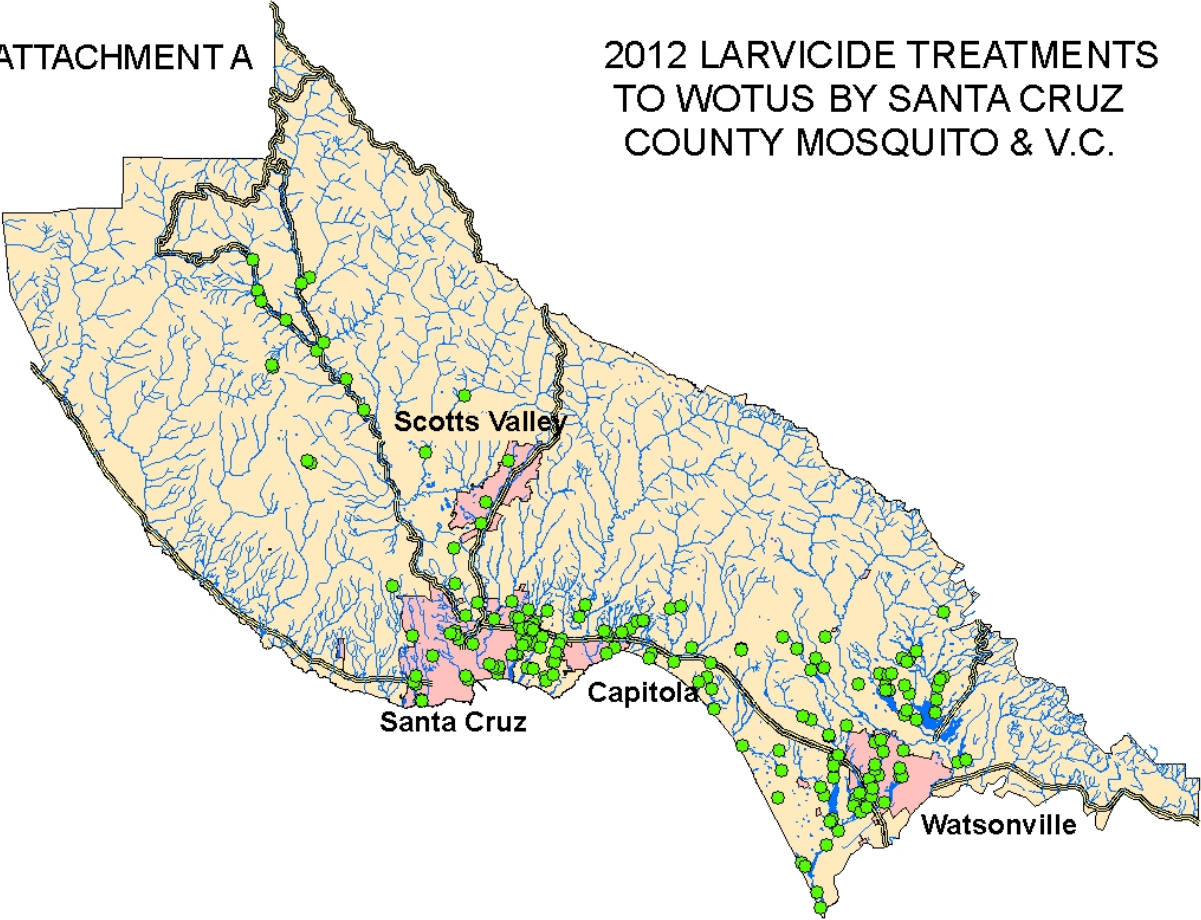 ATTACHMENT A
2012 LARVICIDE TREATMENTS
TO WOTUS BY SANTA CRUZ
COUNTY MOSQUITO & V.C.
Scotts Valley
Capitola
Santa Cruz
Watsonville